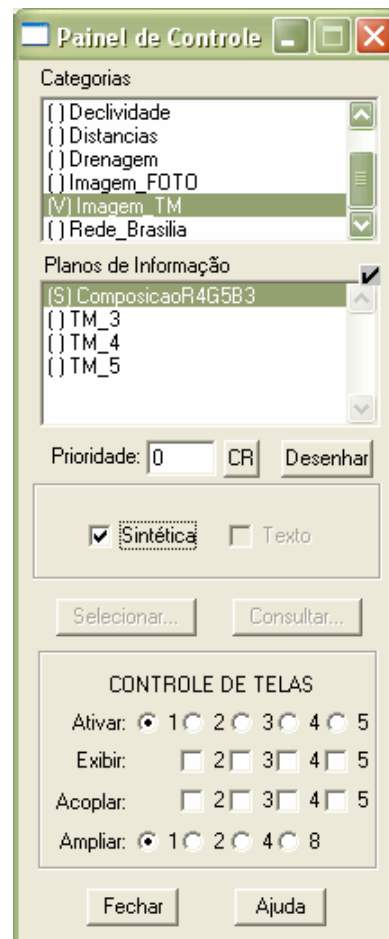 Painel de Controle
Categorias
( ) Declividade
( ) Distancias
( ) Drenagem
( ) Imagem_FOTO
(V) Imagem_TM
( ) Rede_Brasilia
Planos de Informação
(S) ComposicaoR4G5B3
( ) TM_3
( ) TM_4
( ) TM_5
Prioridade: 0 CR Desenhar
Sintética Texto
Selecionar... Consultar...
CONTROLE DE TELAS
Ativar: 1 2 3 4 5
Exibir: 2 3 4 5
Acoplar: 2 3 4 5
Ampliar: 1 2 4 8
Fechar Ajuda